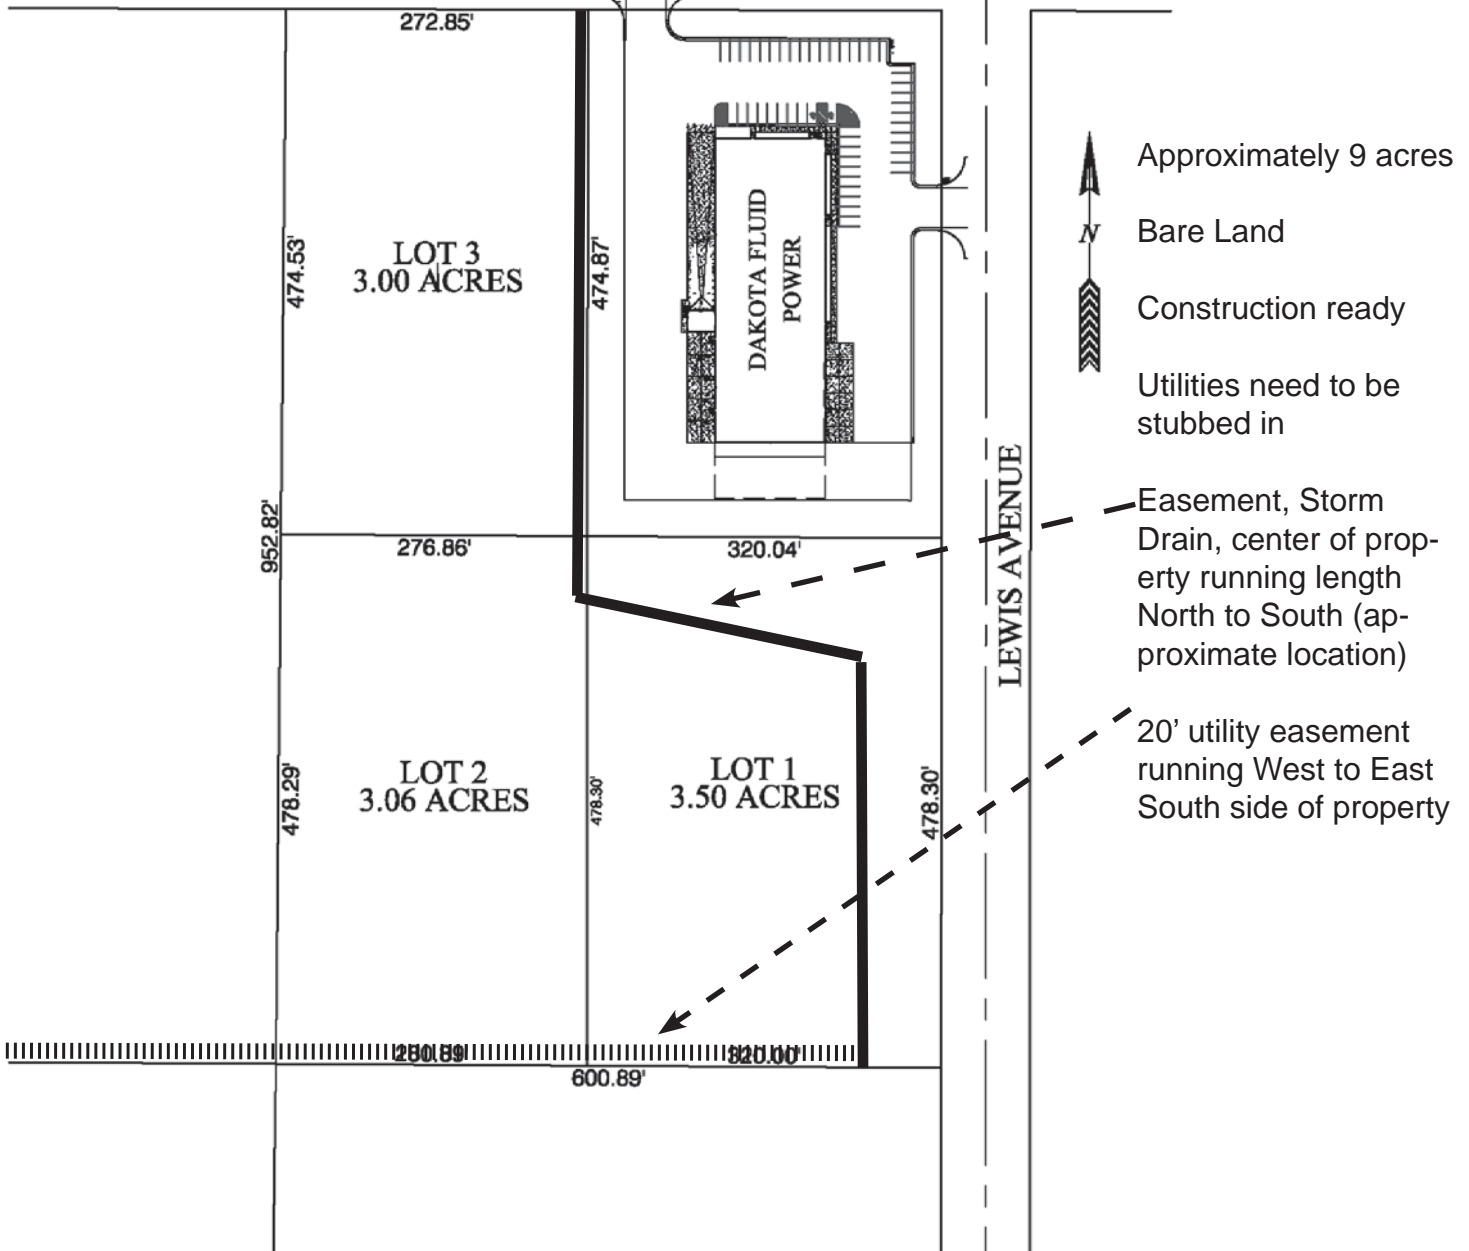 272.85'
474.53'
LOT 3
3.00 ACRES
474.87'
DAKOTA FLUID
POWER
952.82'
276.86'
320.04'
LEWIS AVENUE
478.29'
LOT 2
3.06 ACRES
478.30'
LOT 1
3.50 ACRES
478.30'
280.89'
320.00'
600.89'
N
Approximately 9 acres
Bare Land
Construction ready
Utilities need to be
stubbed in
Easement, Storm
Drain, center of prop-
erty running length
North to South (ap-
proximate location)
20’ utility easement
running West to East
South side of property